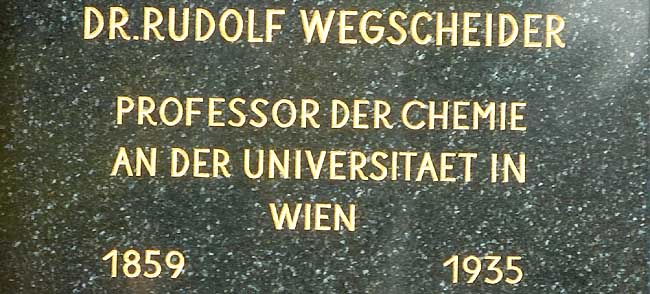 DR.RUDOLF WEGSCHEIDER
PROFESSOR DER CHEMIE
AN DER UNIVERSITAET IN
WIEN
1859 1935